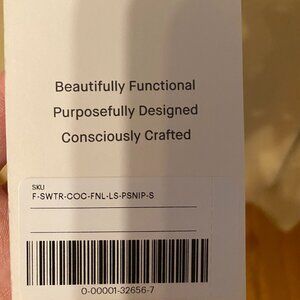 Beautifully Functional
Purposefully Designed
Consciously Crafted
SKU
F-SWTR-COC-FNL-LS-PSNIP-S
0-00001-32656-7